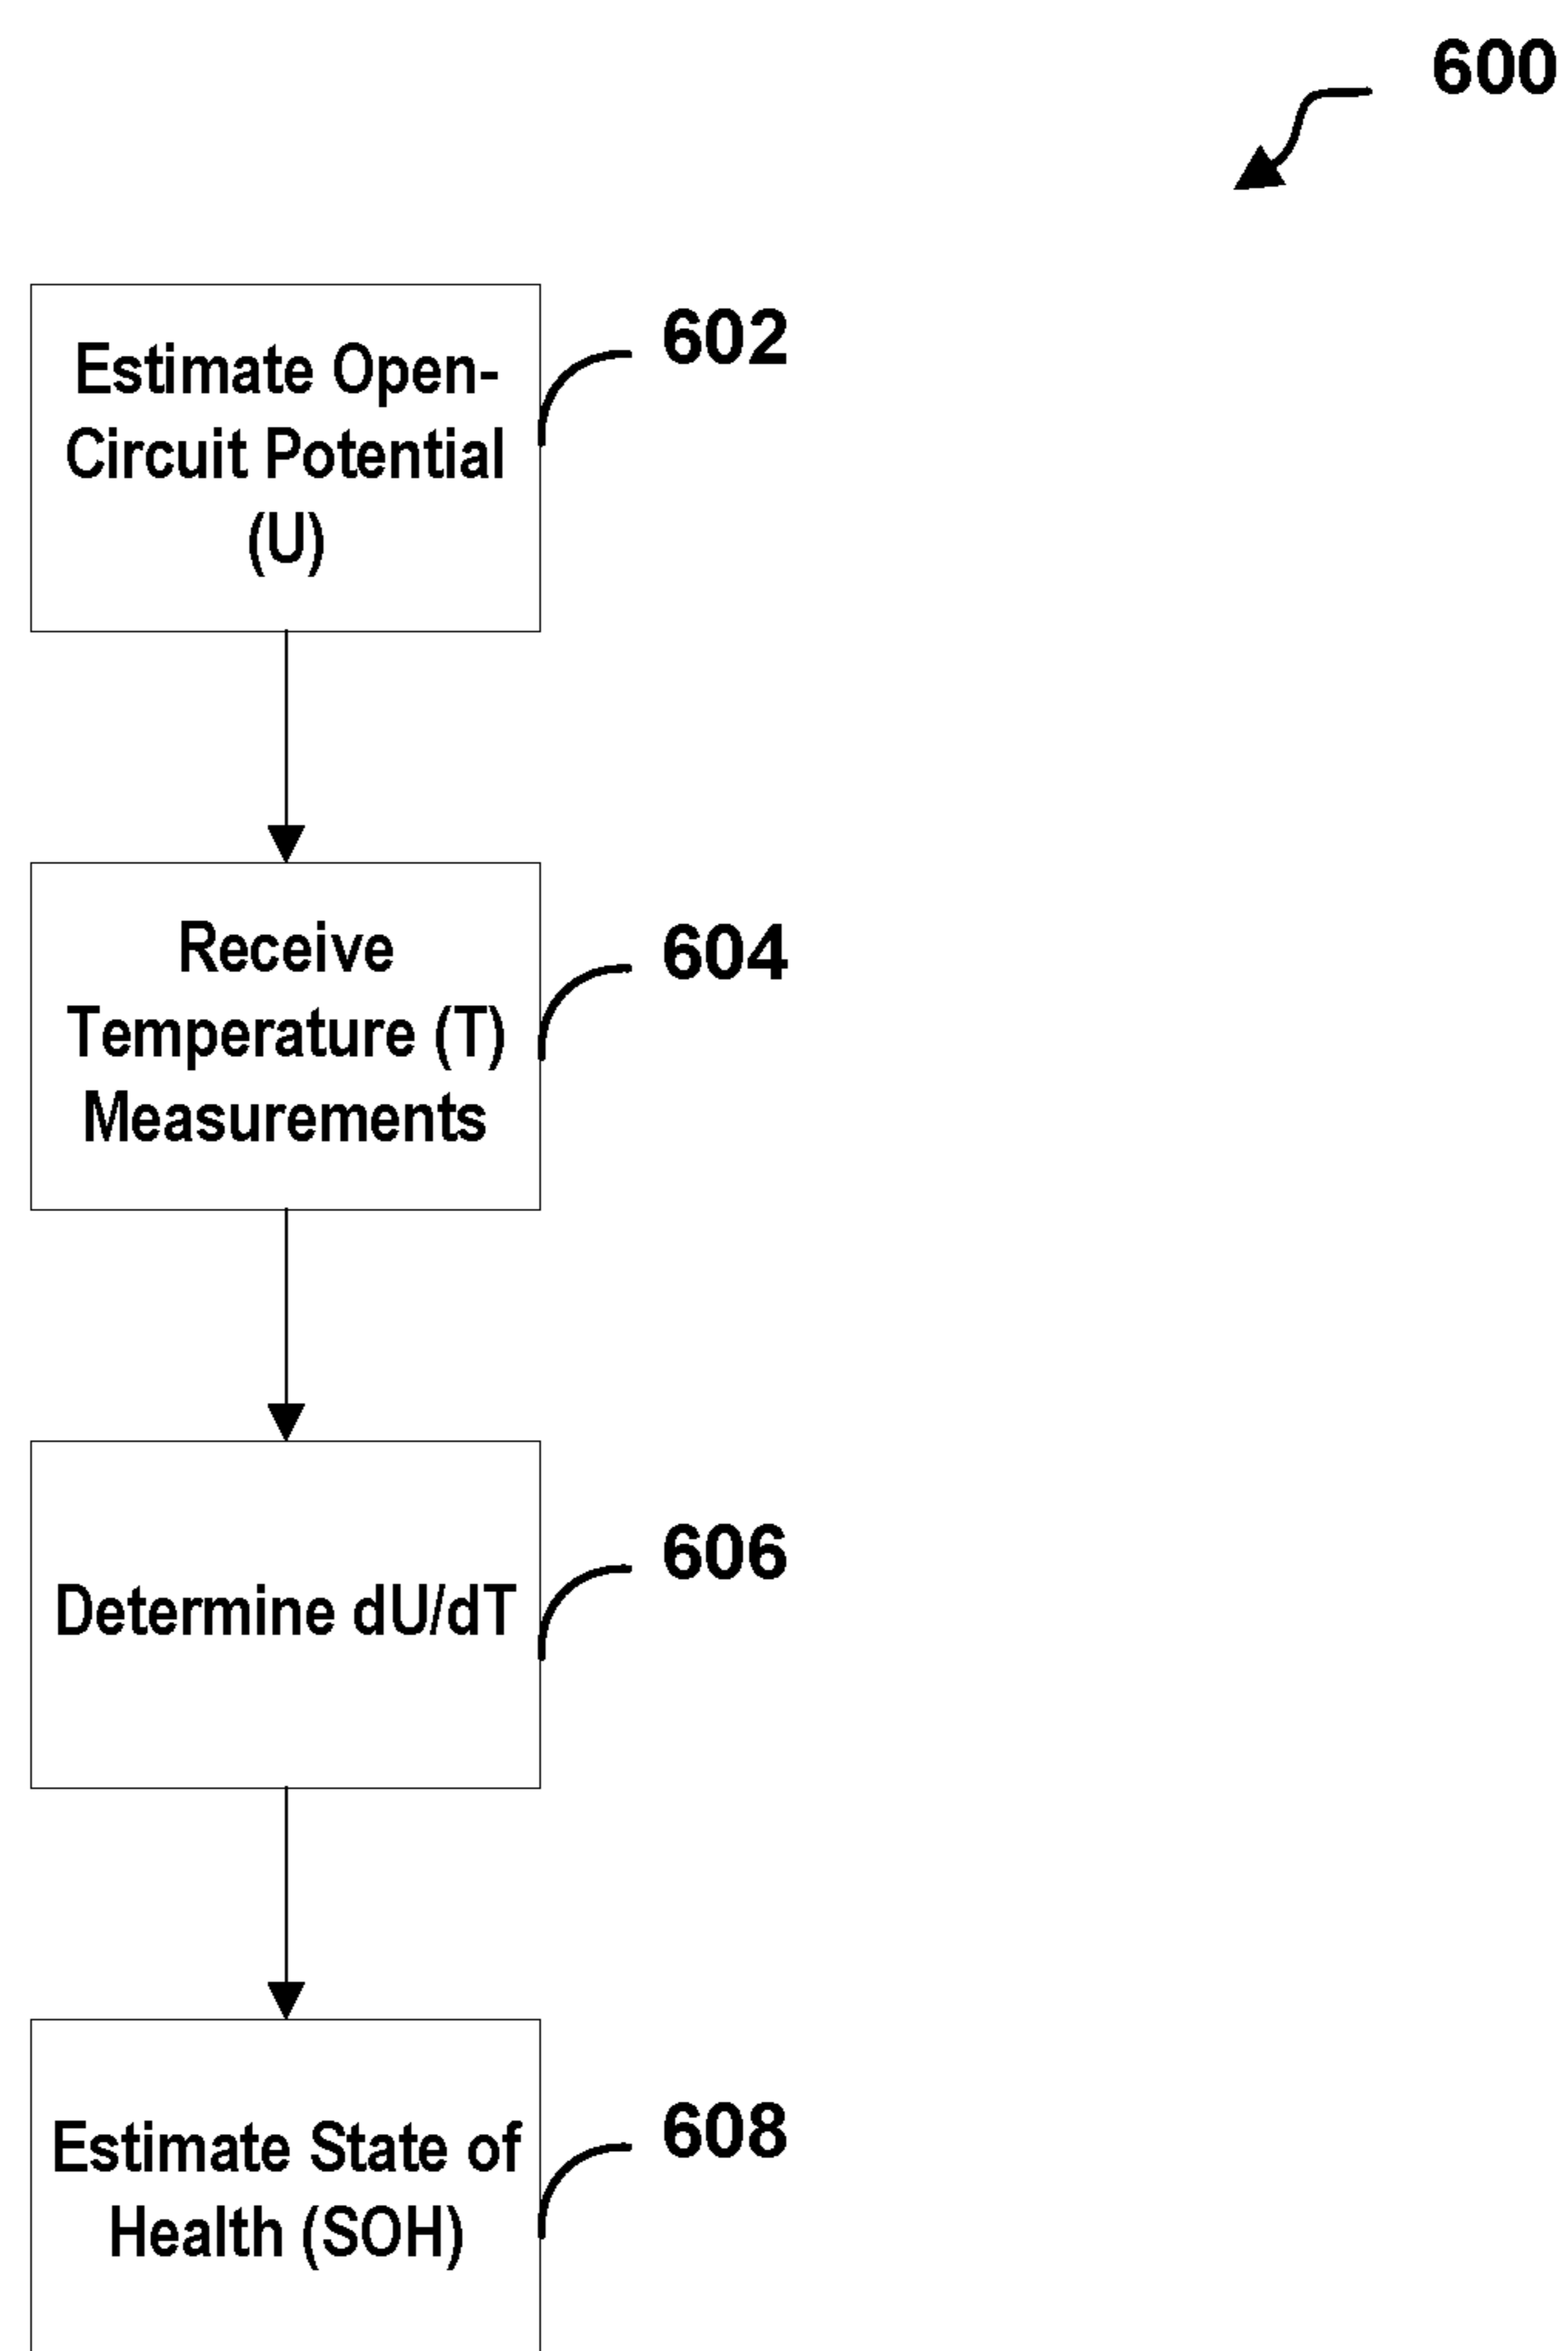 600
Estimate Open-
Circuit Potential
(U)
602
Receive
Temperature (T)
Measurements
604
Determine dU/dT
606
Estimate State of
Health (SOH)
608